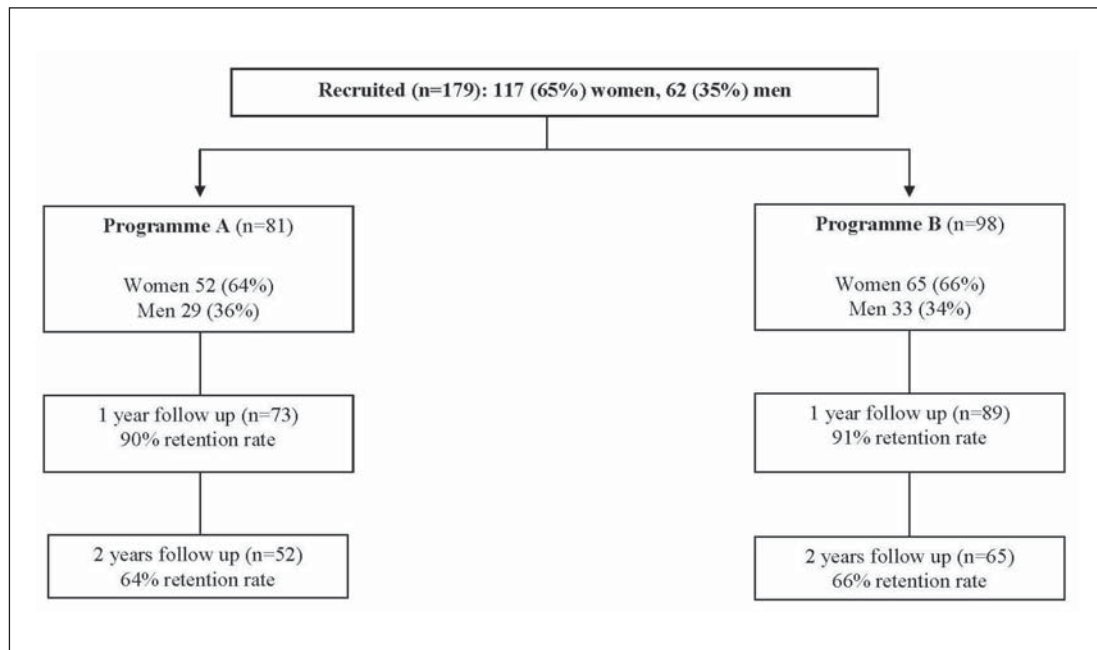 Recruited (n=179): 117 (65%) women, 62 (35%) men
Programme A (n=81)
Women 52 (64%)
Men 29 (36%)
1 year follow up (n=73)
90% retention rate
2 years follow up (n=52)
64% retention rate
Programme B (n=98)
Women 65 (66%)
Men 33 (34%)
1 year follow up (n=89)
91% retention rate
2 years follow up (n=65)
66% retention rate